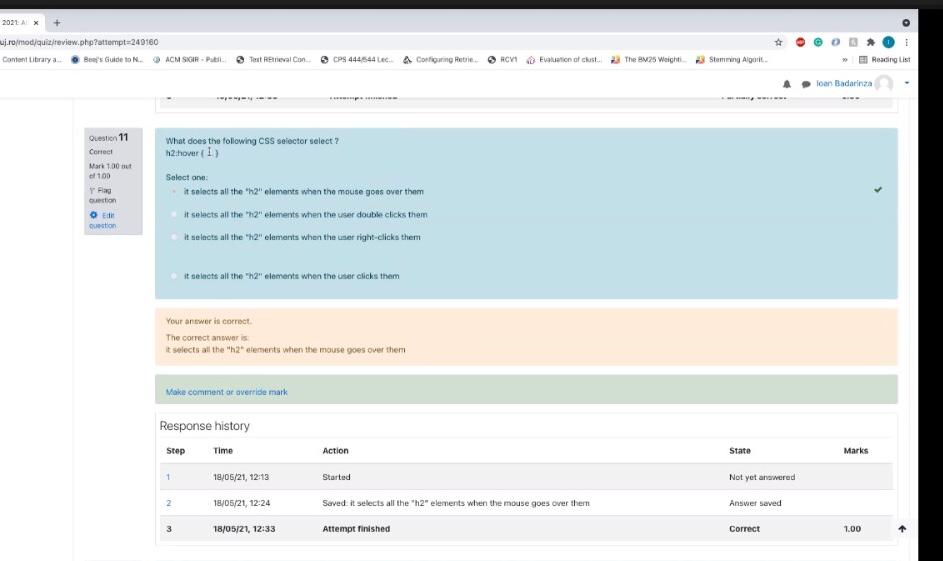 2021: A
uj.ro/mod/quiz/review.php?attempt=249160
Content Library a... Beej's Guide to N... ACM SIGIR - Publi... Text REtrieval Con... CPS 444/544 Lec... Configuring Retrie... RCV1 Evaluation of clust... The BM25 Weighti... Stemming Algorit... » Reading List
Ioan Badarinza
Question 11
Correct
Mark 1.00 out
of 1.00
Flag
question
Edit
question
What does the following CSS selector select ?
h2:hover { }
Select one:
it selects all the "h2" elements when the mouse goes over them
it selects all the "h2" elements when the user double clicks them
it selects all the "h2" elements when the user right-clicks them
it selects all the "h2" elements when the user clicks them
Your answer is correct.
The correct answer is:
it selects all the "h2" elements when the mouse goes over them
Make comment or override mark
Response history
Step Time Action State Marks
1 18/05/21, 12:13 Started Not yet answered
2 18/05/21, 12:24 Saved: it selects all the "h2" elements when the mouse goes over them Answer saved
3 18/05/21, 12:33 Attempt finished Correct 1.00